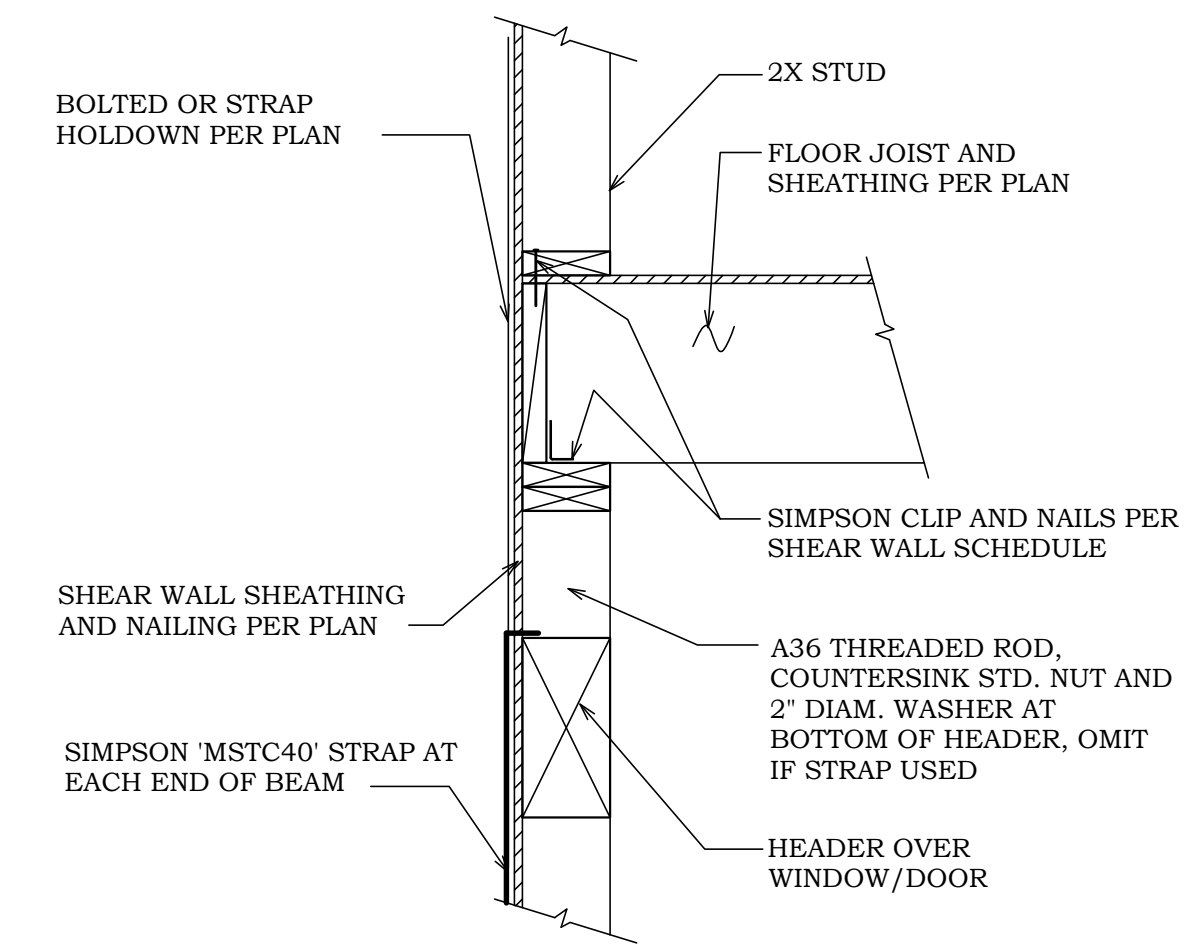 BOLTED OR STRAP
HOLDOWN PER PLAN
2X STUD
FLOOR JOIST AND
SHEATHING PER PLAN
SIMPSON CLIP AND NAILS PER
SHEAR WALL SCHEDULE
SHEAR WALL SHEATHING
AND NAILING PER PLAN
A36 THREADED ROD,
COUNTERSINK STD. NUT AND
2" DIAM. WASHER AT
BOTTOM OF HEADER, OMIT
IF STRAP USED
SIMPSON 'MSTC40' STRAP AT
EACH END OF BEAM
HEADER OVER
WINDOW/DOOR